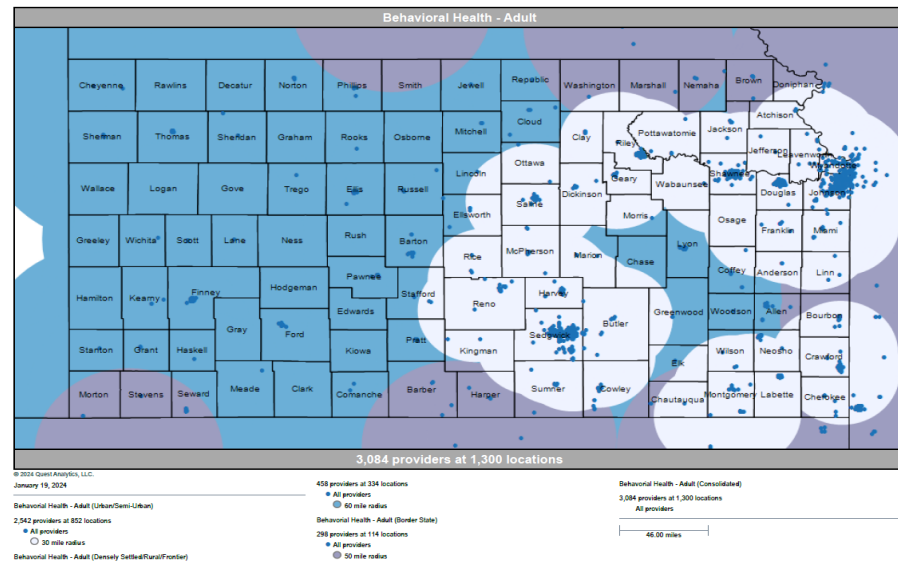 Behavioral Health - Adult
Cheyenne Rawlins Decatur Norton Phillips Smith Jewell Republic Washington Marshall Nemaha Brown Doniphan
Sherman Thomas Sheridan Graham Rooks Osborne Mitchell Cloud Clay Riley Pottawatomie Jackson Atchison
Jefferson Leavenworth Wyandotte
Wallace Logan Gove Trego Ellis Russell Lincoln Ottawa Saline Dickinson Geary Wabaunsee Shawnee Douglas Johnson
Greeley Wichita Scott Lane Ness Rush Barton Ellsworth McPherson Marion Morris Lyon Osage Franklin Miami
Hamilton Kearny Finney Hodgeman Pawnee Stafford Rice Reno Harvey Chase Coffey Anderson Linn
Gray Ford Edwards Sedgwick Butler Greenwood Woodson Allen Bourbon
Stanton Grant Haskell Kiowa Pratt Kingman Elk Wilson Neosho Crawford
Morton Stevens Seward Meade Clark Comanche Barber Harper Sumner Cowley Chautauqua Montgomery Labette Cherokee
3,084 providers at 1,300 locations
© 2024 Quest Analytics, LLC.
January 19, 2024
Behavioral Health - Adult (Urban/Semi-Urban)
2,542 providers at 852 locations
All providers
30 mile radius
Behavioral Health - Adult (Densely Settled/Rural/Frontier)
458 providers at 334 locations
All providers
60 mile radius
Behavioral Health - Adult (Border State)
298 providers at 114 locations
All providers
50 mile radius
Behavioral Health - Adult (Consolidated)
3,084 providers at 1,300 locations
All providers
46.00 miles